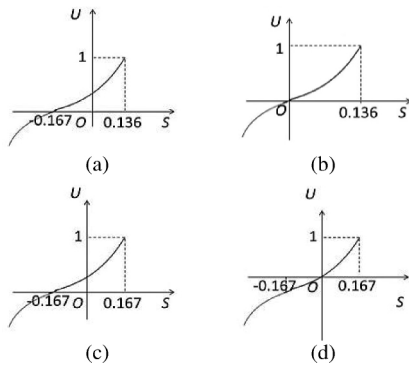 U
1
-0.167 O 0.136 S
(a)
U
1
O 0.136 S
(b)
U
1
-0.167 O 0.167 S
(c)
U
1
-0.167 O 0.167
S
(d)